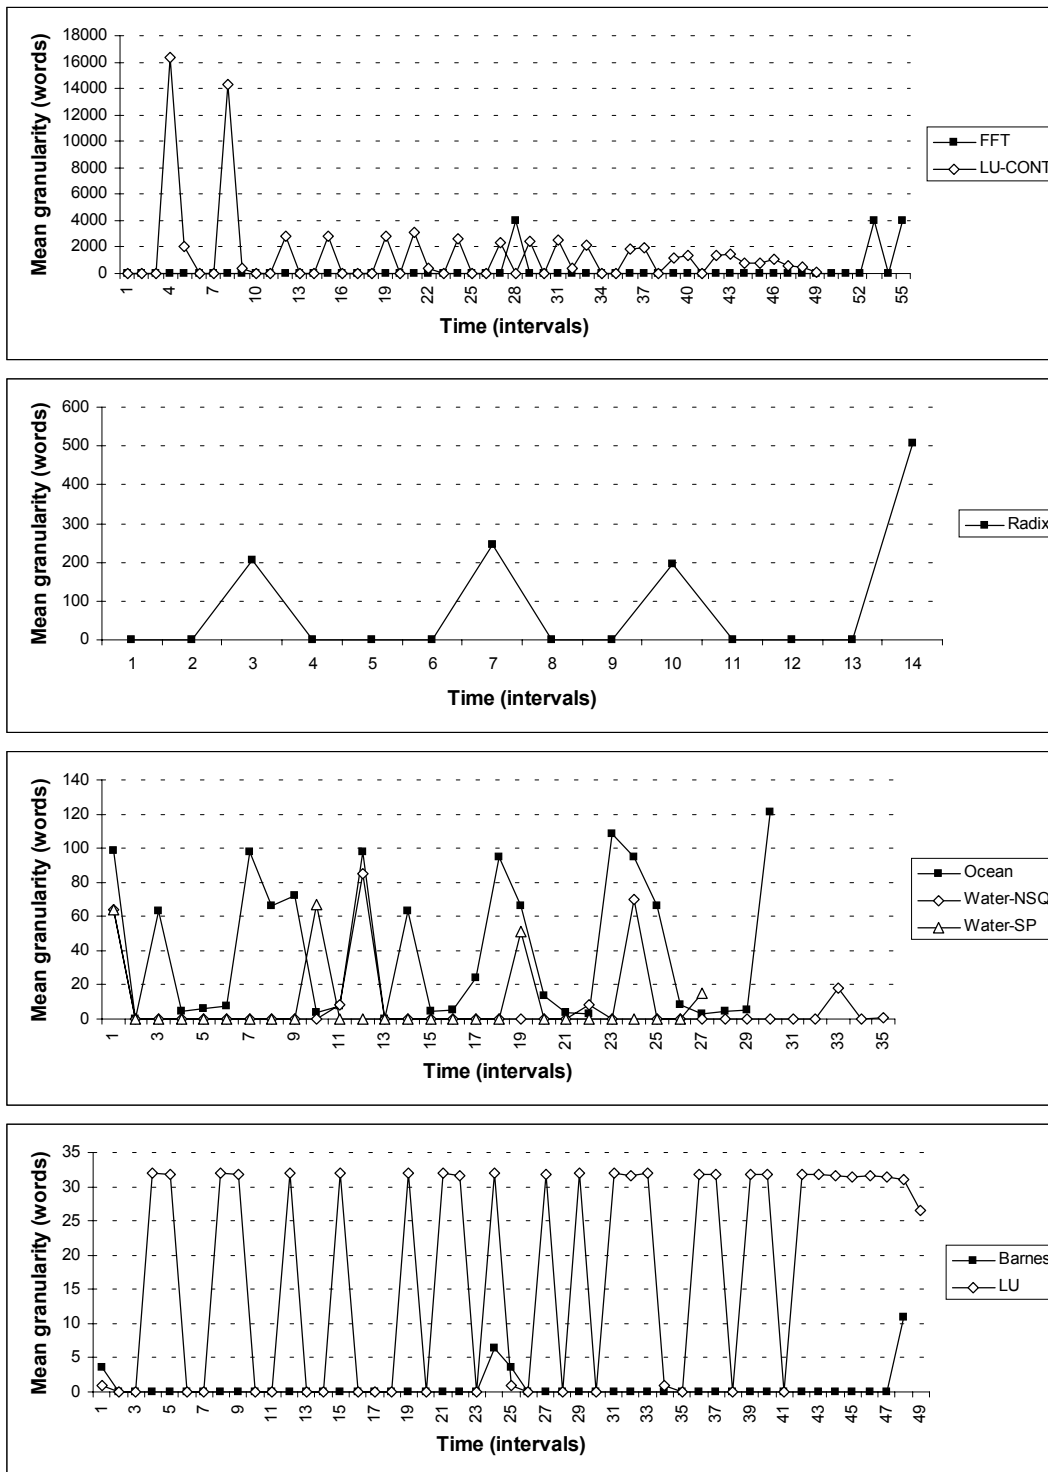 Mean granularity (words)
18000
16000
14000
12000
10000
8000
6000
4000
2000
0
1 4 7 10 13 16 19 22 25 28 31 34 37 40 43 46 49 52 55
Time (intervals)
FFT
LU-CONT
Mean granularity (words)
600
500
400
300
200
100
0
1 2 3 4 5 6 7 8 9 10 11 12 13 14
Time (intervals)
Radix
Mean granularity (words)
140
120
100
80
60
40
20
0
1 3 5 7 9 11 13 15 17 19 21 23 25 27 29 31 33 35
Time (intervals)
Ocean
Water-NSQ
Water-SP
Mean granularity (words)
35
30
25
20
15
10
5
0
1 3 5 7 9 11 13 15 17 19 21 23 25 27 29 31 33 35 37 39 41 43 45 47 49
Time (intervals)
Barnes
LU